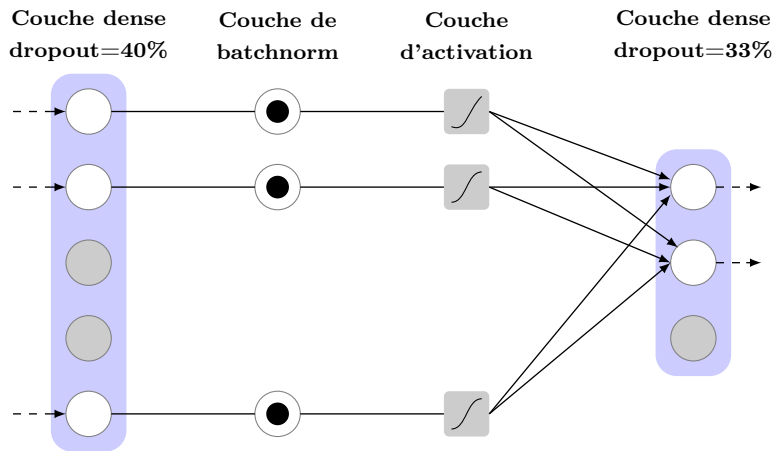 Couche dense
dropout=40%
Couche de
batchnorm
Couche
d'activation
Couche dense
dropout=33%